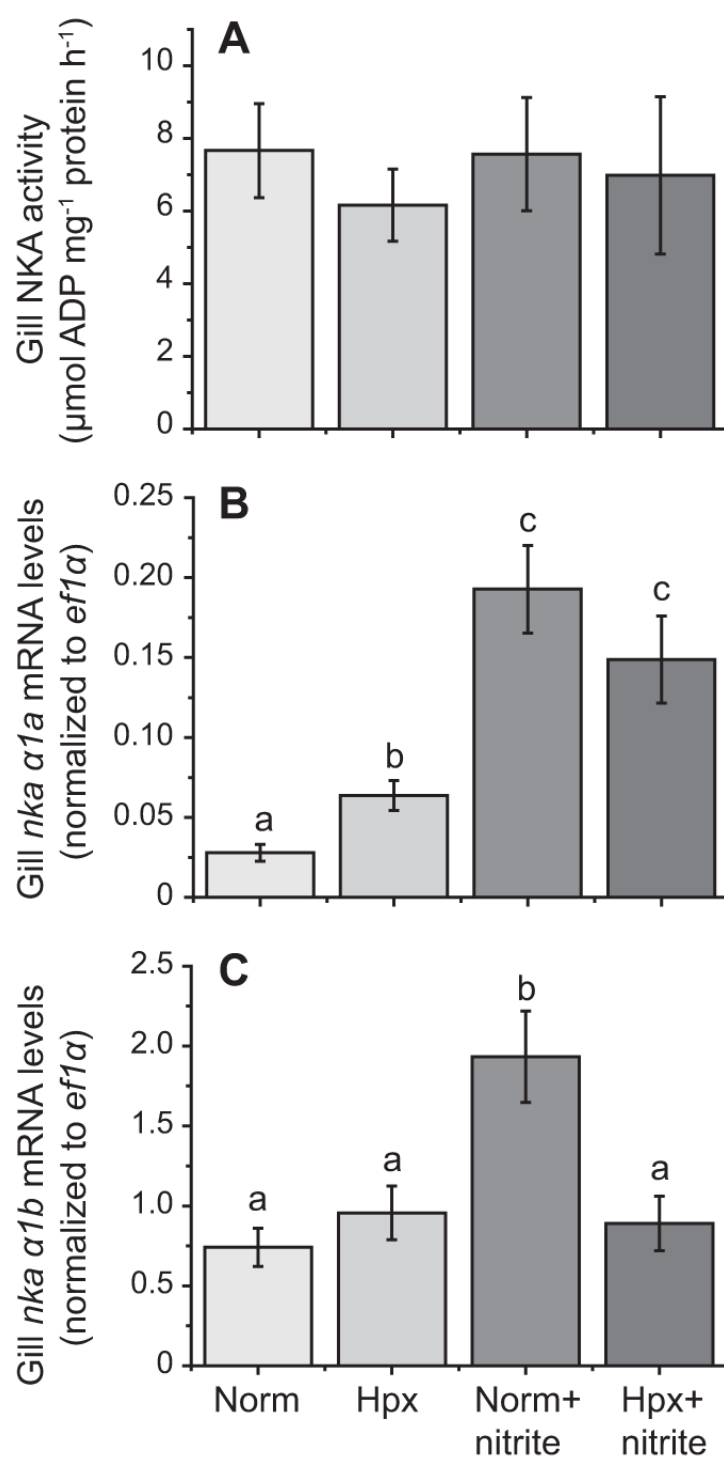 A
Gill NKA activity
(µmol ADP mg⁻¹ protein h⁻¹)
10
8
6
4
2
0
B
Gill nka α1a mRNA levels
(normalized to ef1α)
0.25
0.20
0.15
0.10
0.05
0
a
b
c
c
C
Gill nka α1b mRNA levels
(normalized to ef1α)
2.5
2.0
1.5
1.0
0.5
0
a
a
b
a
Norm Hpx Norm+ Hpx+
nitrite nitrite